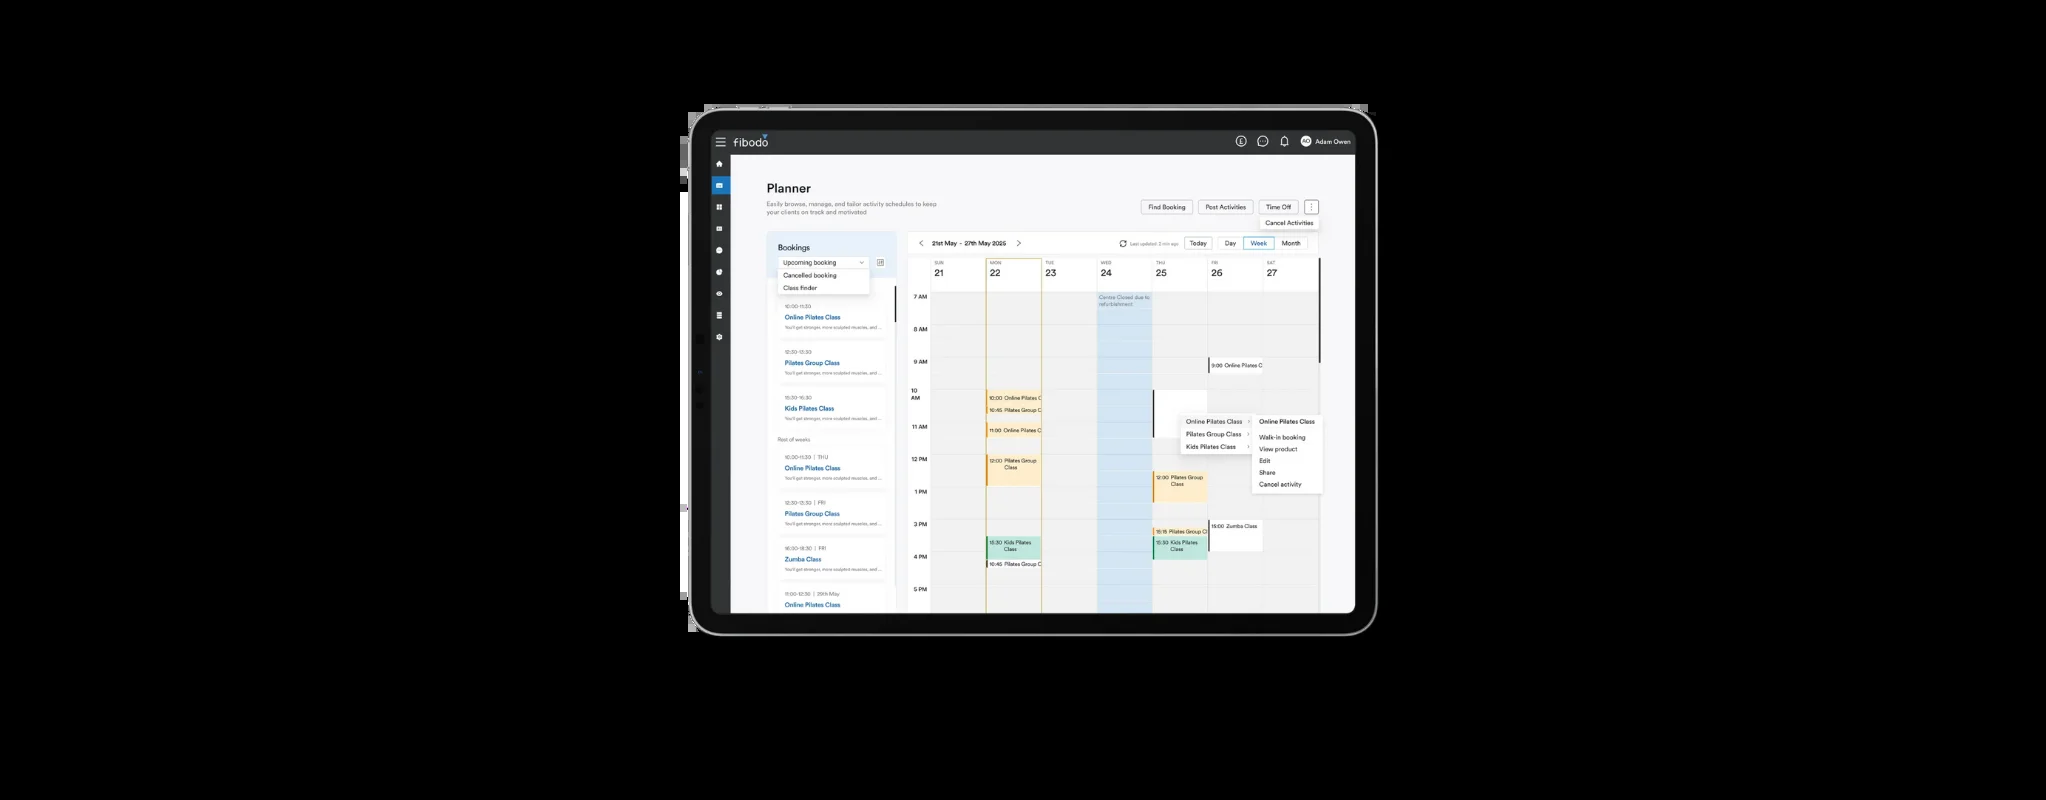 fibodo
Adam Owen
Planner
Easily browse, manage, and tailor activity schedules to keep
your clients on track and motivated
Find Booking
Post Activities
Time Off
Cancel Activities
Bookings
Upcoming booking
Cancelled booking
Class Finder
10:00-11:30
Online Pilates Class
You'll get stronger, more sculpted muscles, and ...
12:30-13:30
Pilates Group Class
You'll get stronger, more sculpted muscles, and ...
15:30-16:30
Kids Pilates Class
You'll get stronger, more sculpted muscles, and ...
Rest of weeks
10:00-11:30 | THU
Online Pilates Class
You'll get stronger, more sculpted muscles, and ...
12:30-13:30 | FRI
Pilates Group Class
You'll get stronger, more sculpted muscles, and ...
Zumba Class
You'll get stronger, more sculpted muscles, and ...
11:00-12:30 | 29th May
Online Pilates Class
21st May - 27th May 2025
Last updated: 2 min ago
Today
Day
Week
Month
SUN
21
MON
22
TUE
23
WED
24
THU
25
FRI
26
SAT
27
7 AM
8 AM
9 AM
10
AM
11 AM
12 PM
1 PM
3 PM
4 PM
5 PM
10:00 Online Pilates C
10:45 Pilates Group C
11:00 Online Pilates C
12:00 Pilates Group
Class
15:30 Kids Pilates
Class
16:45 Pilates Group C
Centre Closed due to
refurbishment
Pilates Group
Class
15:15 Pilates Group Cl
15:30 Kids Pilates
Class
9:00 Online Pilates C
15:00 Zumba Class
Online Pilates Class
Pilates Group Class
Kids Pilates Class
Online Pilates Class
Walk-in booking
View product
Edit
Share
Cancel activity